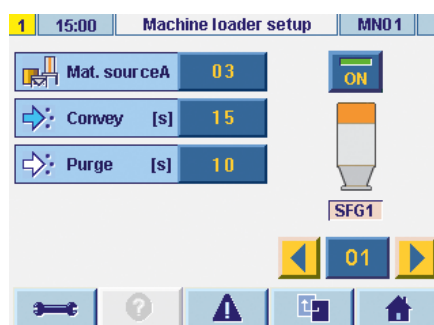 1 15:00 Machine loader setup MN01
Mat. sourceA 03
ON
Convey [s] 15
Purge [s] 10
SFG1
01